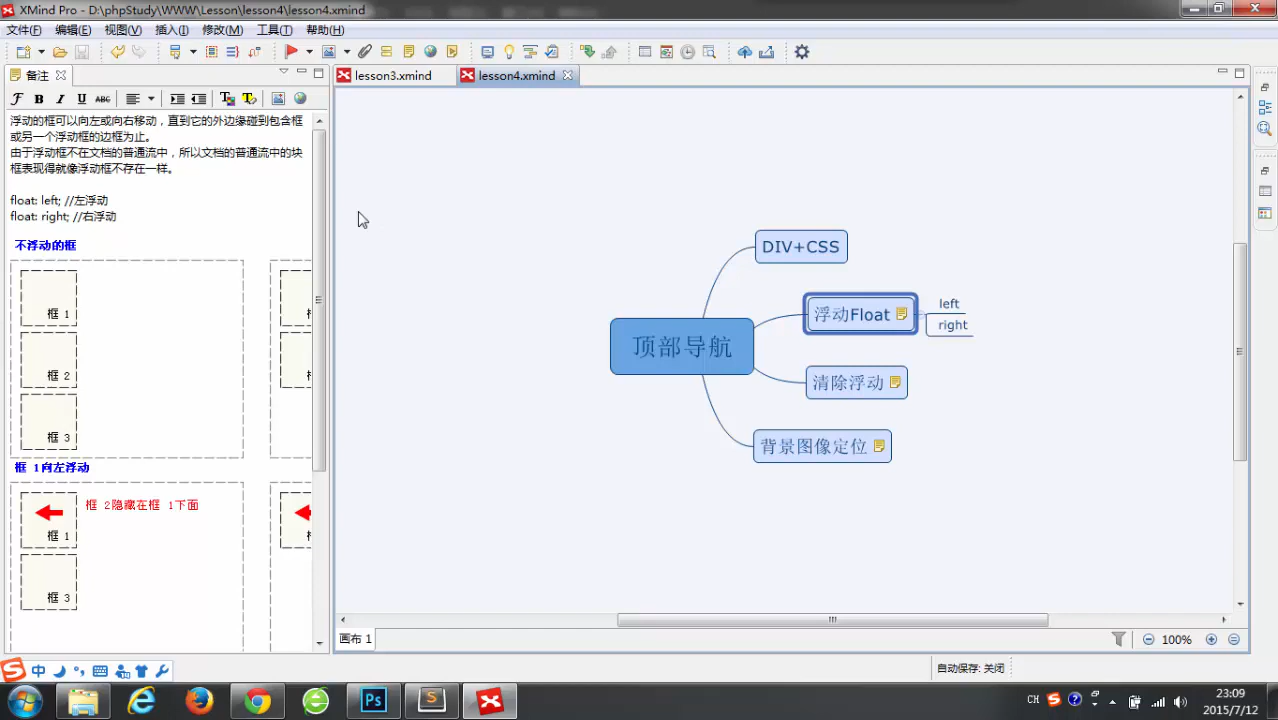 XMind Pro - D:\phpStudy\WWW\Lesson\lesson4\lesson4.xmind
文件(F) 编辑(E) 视图(V) 插入(I) 修改(M) 工具(T) 帮助(H)
备注
lesson3.xmind
lesson4.xmind
B I U ABC
浮动的框可以向左或向右移动，直到它的外边缘碰到包含框
或另一个浮动框的边框为止。
由于浮动框不在文档的普通流中，所以文档的普通流中的块
框表现得就像浮动框不存在一样。
float: left; //左浮动
float: right; //右浮动
不浮动的框
框 1
框 2
框 3
框 1向左浮动
框 2隐藏在框 1下面
框 1
框 3
DIV+CSS
浮动Float
left
right
顶部导航
清除浮动
背景图像定位
画布 1
100%
自动保存: 关闭
中
Ps
S
CH
23:09
2015/7/12